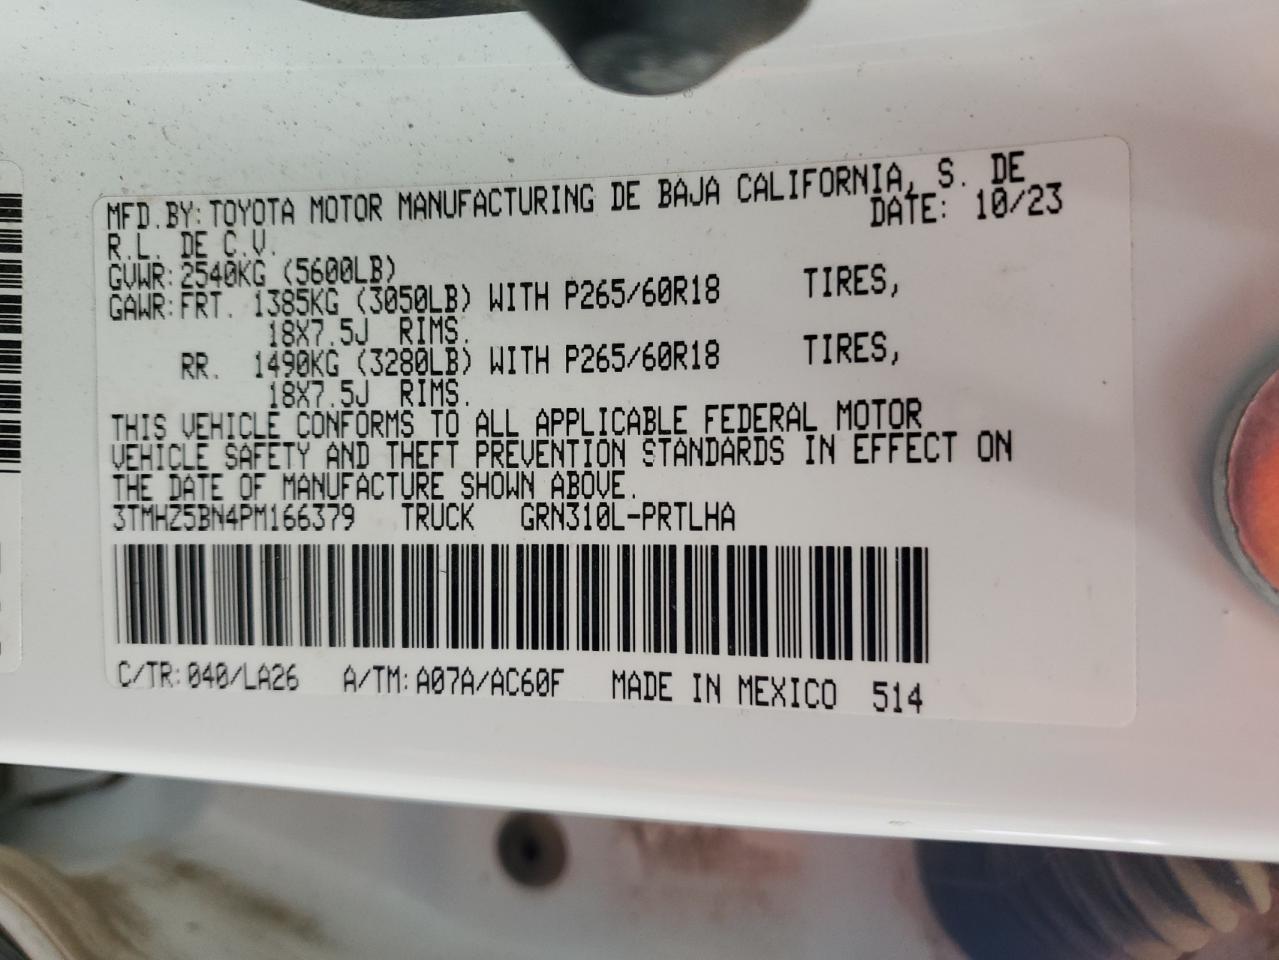 MFD.BY: TOYOTA MOTOR MANUFACTURING DE BAJA CALIFORNIA, S. DE
R.L. DE C.V. DATE: 10/23
GVWR: 2540KG (5600LB)
GAWR: FRT. 1385KG (3050LB) WITH P265/60R18 TIRES,
18X7.5J RIMS.
RR. 1490KG (3280LB) WITH P265/60R18 TIRES,
18X7.5J RIMS.
THIS VEHICLE CONFORMS TO ALL APPLICABLE FEDERAL MOTOR
VEHICLE SAFETY AND THEFT PREVENTION STANDARDS IN EFFECT ON
THE DATE OF MANUFACTURE SHOWN ABOVE.
3TMHZ5BN4PM166379 TRUCK GRN310L-PRTLHA
C/TR: 040/LA26 A/TM: A07A/AC60F MADE IN MEXICO 514